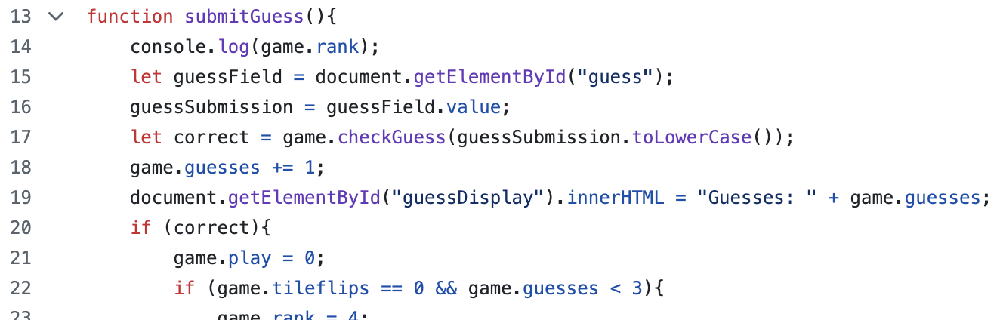 13 function submitGuess(){
14 console.log(game.rank);
15 let guessField = document.getElementById("guess");
16 guessSubmission = guessField.value;
17 let correct = game.checkGuess(guessSubmission.toLowerCase());
18 game.guesses += 1;
19 document.getElementById("guessDisplay").innerHTML = "Guesses: " + game.guesses;
20 if (correct){
21 game.play = 0;
22 if (game.tileflips == 0 && game.guesses < 3){
23 game.rank = 4;